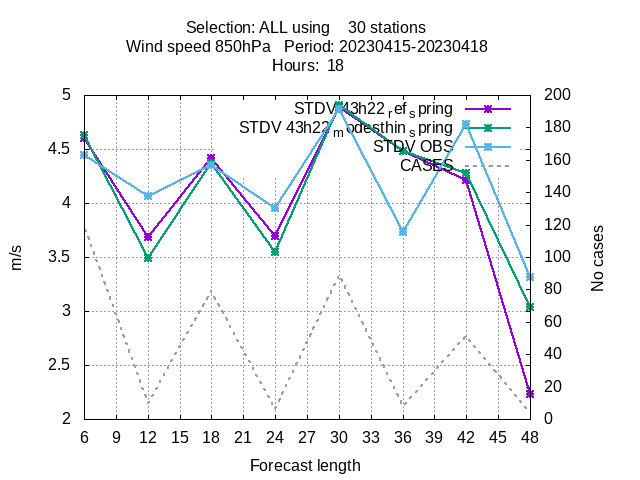 Selection: ALL using 30 stations
Wind speed 850hPa Period: 20230415-20230418
Hours: 18
STDV 43h22_ref_spring
STDV 43h22_modesthin_spring
STDV OBS
CASES
5
4.5
4
3.5
3
2.5
2
m/s
200
180
160
140
120
100
80
60
40
20
0
No cases
6 9 12 15 18 21 24 27 30 33 36 39 42 45 48
Forecast length